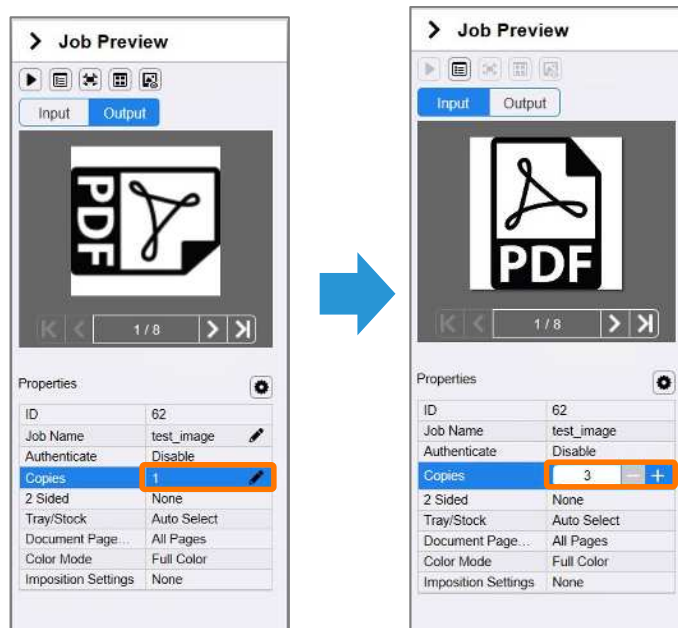 Job Preview
Input Output
PDF
1 / 8
Properties
ID 62
Job Name test_image
Authenticate Disable
Copies 1
2 Sided None
Tray/Stock Auto Select
Document Page... All Pages
Color Mode Full Color
Imposition Settings None
Job Preview
Input Output
PDF
1 / 8
Properties
ID 62
Job Name test_image
Authenticate Disable
Copies 3 − +
2 Sided None
Tray/Stock Auto Select
Document Page... All Pages
Color Mode Full Color
Imposition Settings None